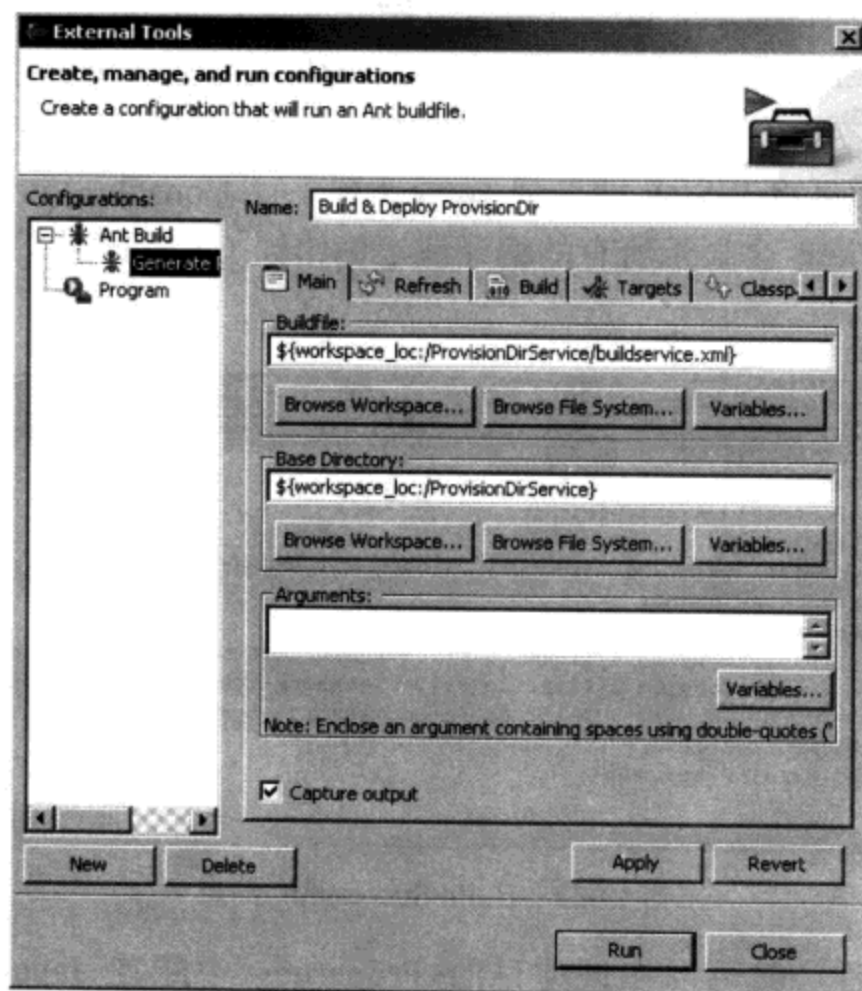 External Tools
Create, manage, and run configurations
Create a configuration that will run an Ant buildfile.
Configurations:
Ant Build
Generate
Program
Name: Build & Deploy ProvisionDir
Main Refresh Build Targets Classp
Buildfile:
${workspace_loc:/ProvisionDirService/buildservice.xml}
Browse Workspace... Browse File System... Variables...
Base Directory:
${workspace_loc:/ProvisionDirService}
Browse Workspace... Browse File System... Variables...
Arguments:
Variables...
Note: Enclose an argument containing spaces using double-quotes ("
Capture output
New Delete Apply Revert
Run Close